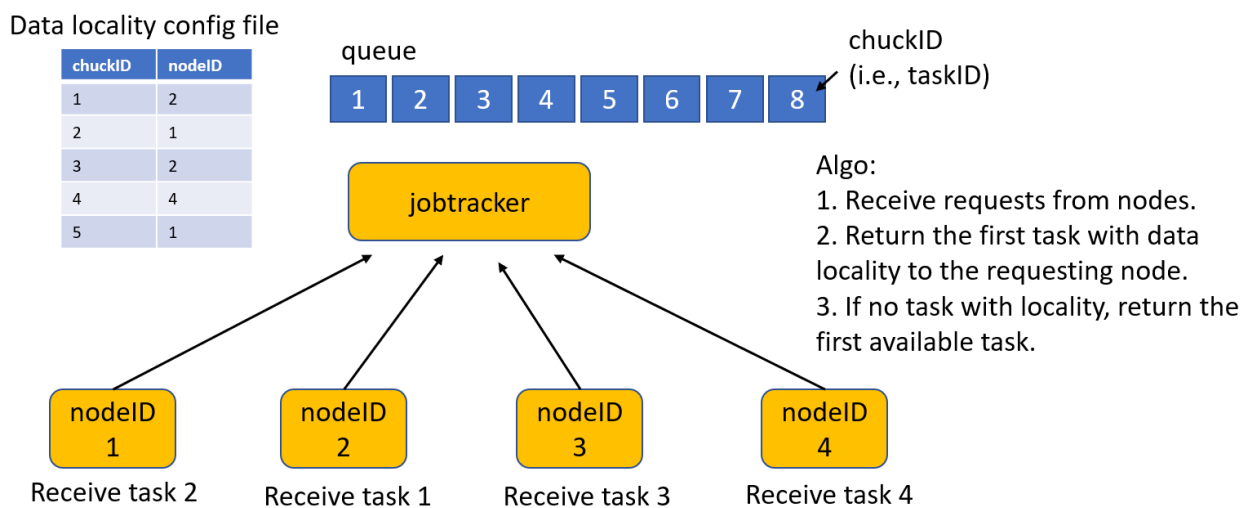 Data locality config file
chuckID nodeID
1 2
2 1
3 2
4 4
5 1
queue
1 2 3 4 5 6 7 8
chuckID
(i.e., taskID)
jobtracker
Algo:
1. Receive requests from nodes.
2. Return the first task with data
locality to the requesting node.
3. If no task with locality, return the
first available task.
nodeID
1
Receive task 2
nodeID
2
Receive task 1
nodeID
3
Receive task 3
nodeID
4
Receive task 4